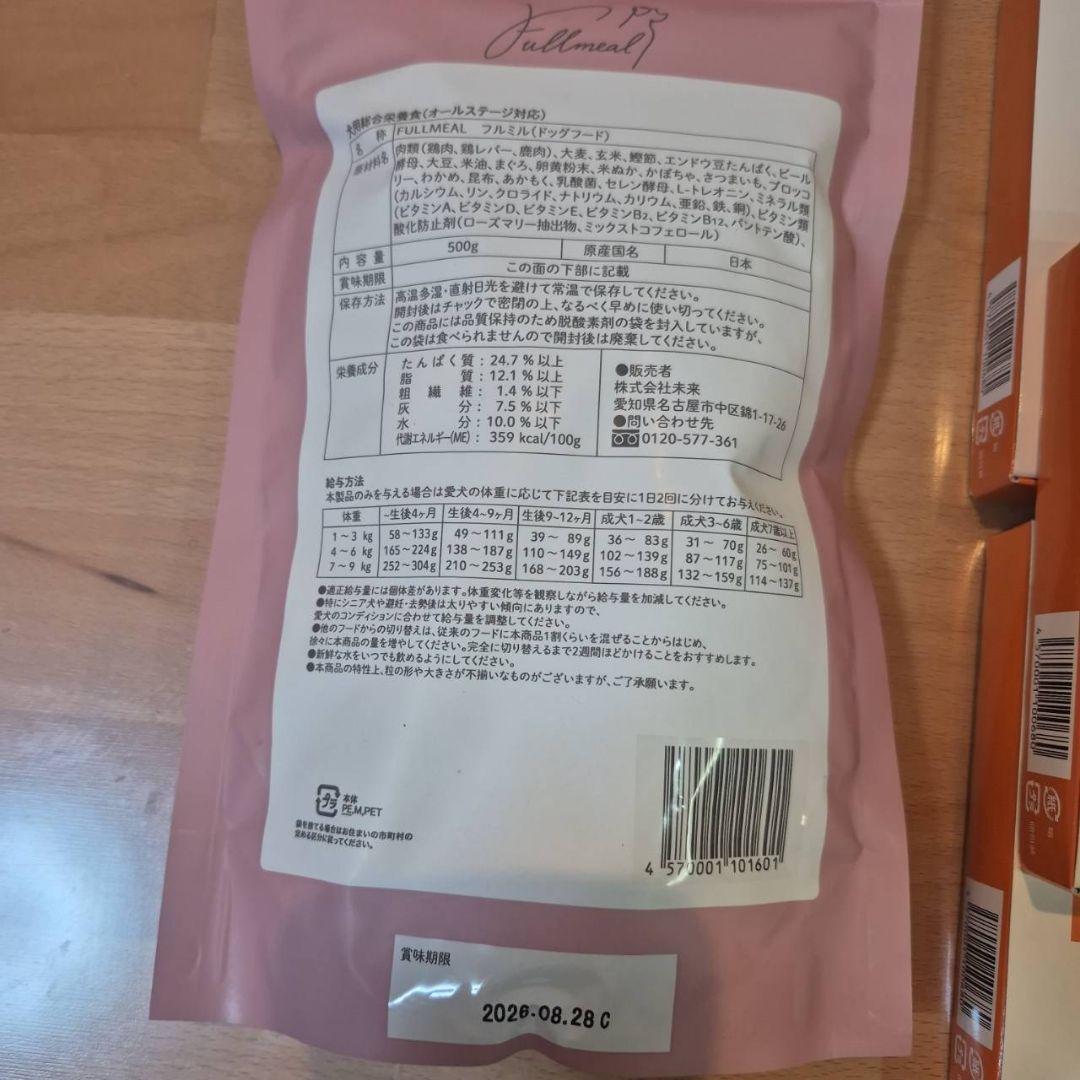 Fullmeal
犬用総合栄養食(オールステージ対応)
名 称 FULLMEAL フルミル(ドッグフード)
原材料名 肉類(鶏肉、鶏レバー、鹿肉)、大麦、玄米、鰹節、エンドウ豆たんぱく、ビール
酵母、大豆、米油、まぐろ、卵黄粉末、米ぬか、かぼちゃ、さつまいも、ブロッコ
リー、わかめ、昆布、あかもく、乳酸菌、セレン酵母、L-トレオニン、ミネラル類
(カルシウム、リン、クロライド、ナトリウム、カリウム、亜鉛、鉄、銅)、ビタミン類
(ビタミンA、ビタミンD、ビタミンE、ビタミンB2、ビタミンB12、パントテン酸)、
酸化防止剤(ローズマリー抽出物、ミックストコフェロール)
内容量 500g 原産国名 日本
賞味期限 この面の下部に記載
保存方法 高温多湿・直射日光を避けて常温で保存してください。
開封後はチャックで密閉の上、なるべく早めに使い切ってください。
この商品には品質保持のため脱酸素剤の袋を封入していますが、
この袋は食べられませんので開封後は廃棄してください。
栄養成分 たんぱく質:24.7%以上
脂質:12.1%以上
粗繊維:1.4%以下
灰分:7.5%以下
水分:10.0%以下
代謝エネルギー(ME):359 kcal/100g
●販売者
株式会社未来
愛知県名古屋市中区錦1-17-26
●問い合わせ先
0120-577-361
給与方法
本製品のみを与える場合は愛犬の体重に応じて下記表を目安に1日2回に分けてお与えください。
体重 ~生後4ヶ月 生後4~9ヶ月 生後9~12ヶ月 成犬1~2歳 成犬3~6歳 成犬7歳以上
1~3 kg 58~133g 49~111g 39~ 89g 36~ 83g 31~ 70g 26~ 60g
4~6 kg 165~224g 138~187g 110~149g 102~139g 87~117g 75~101g
7~9 kg 252~304g 210~253g 168~203g 156~188g 132~159g 114~137g
●適正給与量には個体差があります。体重変化等を観察しながら給与量を加減してください。
●特にシニア犬や避妊・去勢後は太りやすい傾向にありますので、
愛犬のコンディションに合わせて給与量を調整してください。
●他のフードからの切り替えは、従来のフードに本商品1割くらいを混ぜることからはじめ、
徐々に本商品の量を増やしてください。完全に切り替えるまで2週間ほどかけることをおすすめします。
●新鮮な水をいつでも飲めるようにしてください。
●本商品の特性上、粒の形や大きさが不揃いなものがございますが、ご了承願います。
プラ 本体
PE,M,PET
袋を捨てる場合はお住まいの市町村の
定める区分に従ってください。
4 570001 101601
賞味期限
2026.08.28 C